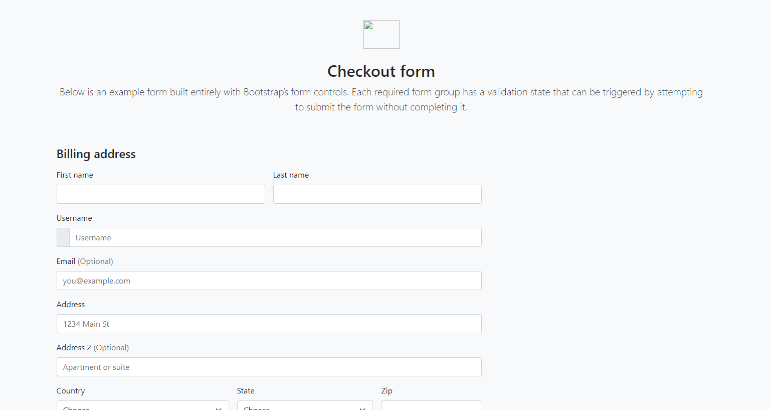 Checkout form
Below is an example form built entirely with Bootstrap's form controls. Each required form group has a validation state that can be triggered by attempting
to submit the form without completing it.
Billing address
First name Last name
Username
Username
Email (Optional)
you@example.com
Address
1234 Main St
Address 2 (Optional)
Apartment or suite
Country State Zip
Choose... Choose...